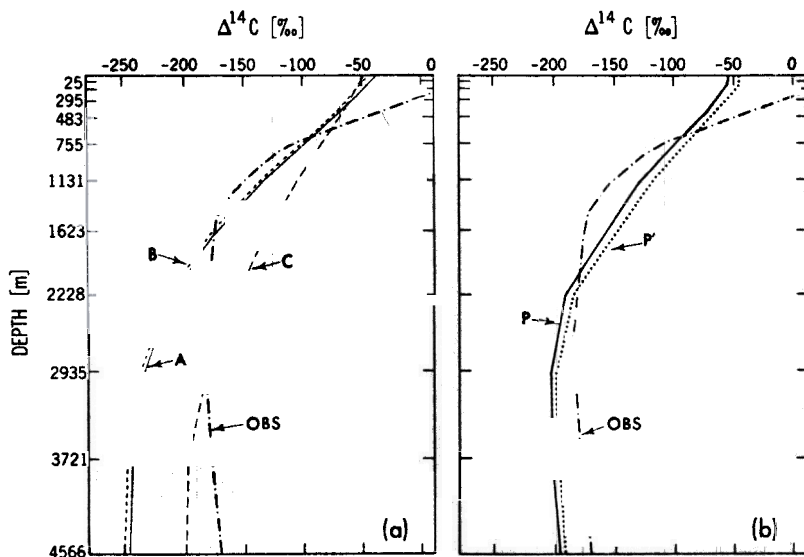 Δ¹⁴C [‰]
Δ¹⁴C [‰]
-250 -200 -150 -100 -50 0
-250 -200 -150 -100 -50 0
25
295
483
755
1131
1623
2228
2935
3721
4566
DEPTH [m]
B
C
A
OBS
(a)
P'
P
OBS
(b)